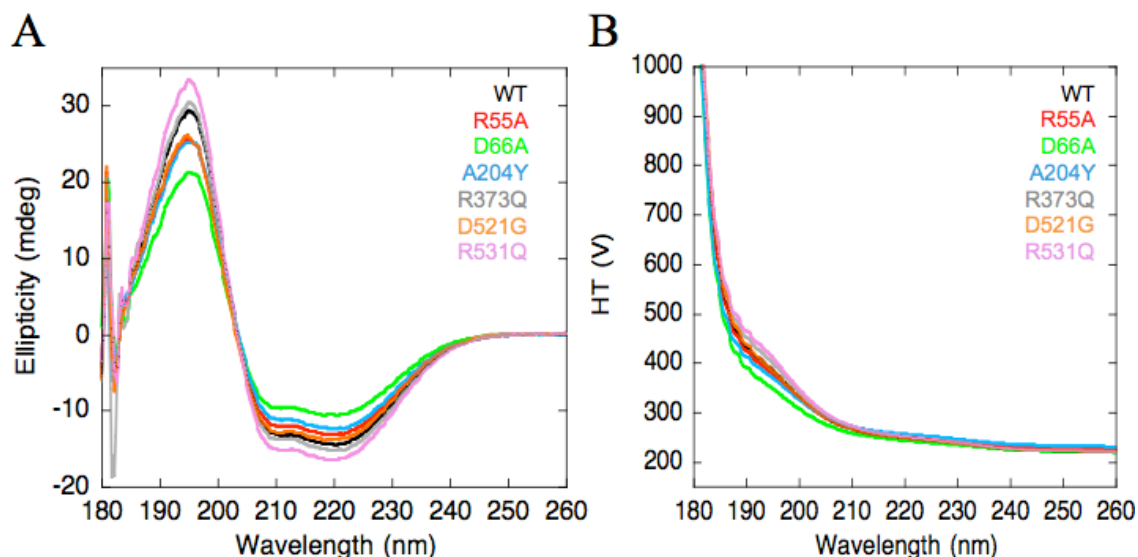 A
B
Ellipticity (mdeg)
30
20
10
0
-10
-20
WT
R55A
D66A
A204Y
R373Q
D521G
R531Q
180 190 200 210 220 230 240 250 260
Wavelength (nm)
HT (V)
1000
900
800
700
600
500
400
300
200
WT
R55A
D66A
A204Y
R373Q
D521G
R531Q
180 190 200 210 220 230 240 250 260
Wavelength (nm)